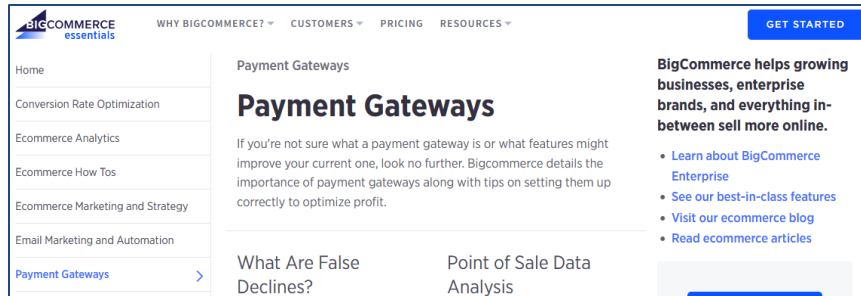 BIGCOMMERCE
essentials
WHY BIGCOMMERCE? CUSTOMERS PRICING RESOURCES
GET STARTED
Home
Conversion Rate Optimization
Ecommerce Analytics
Ecommerce How Tos
Ecommerce Marketing and Strategy
Email Marketing and Automation
Payment Gateways
Payment Gateways
Payment Gateways
If you're not sure what a payment gateway is or what features might
improve your current one, look no further. Bigcommerce details the
importance of payment gateways along with tips on setting them up
correctly to optimize profit.
What Are False
Declines?
Point of Sale Data
Analysis
BigCommerce helps growing
businesses, enterprise
brands, and everything in-
between sell more online.
• Learn about BigCommerce
Enterprise
• See our best-in-class features
• Visit our ecommerce blog
• Read ecommerce articles